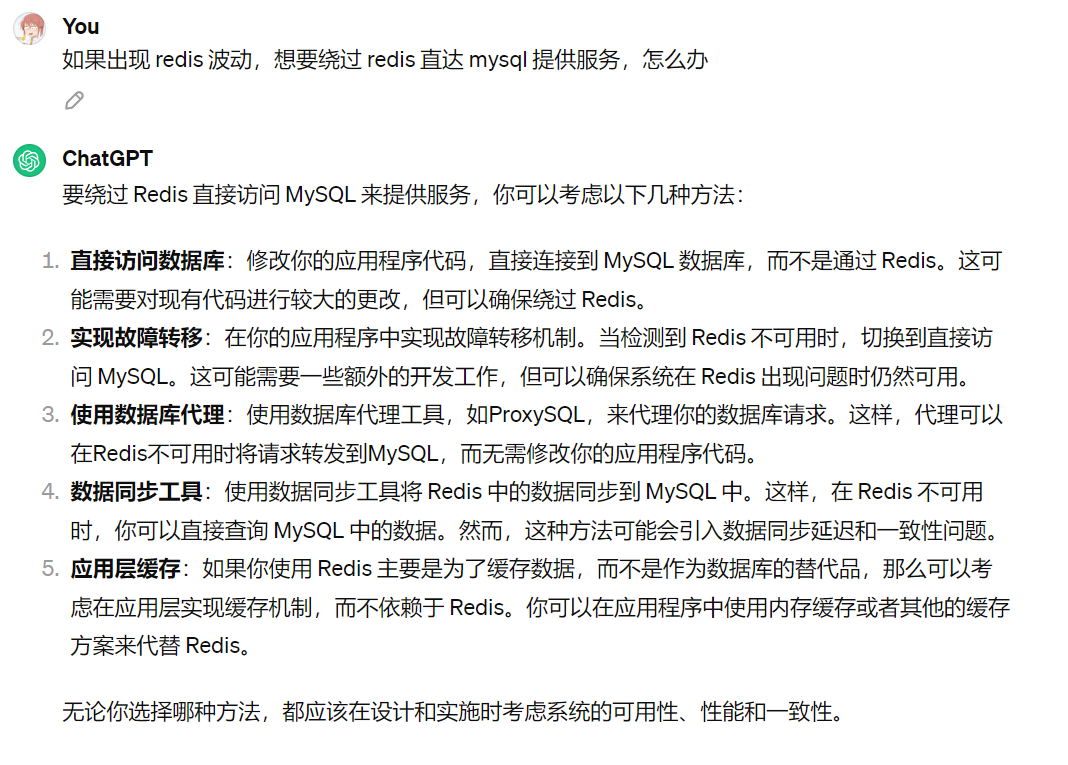 You
如果出现 redis 波动，想要绕过 redis 直达 mysql 提供服务，怎么办
ChatGPT
要绕过 Redis 直接访问 MySQL 来提供服务，你可以考虑以下几种方法：
1. 直接访问数据库：修改你的应用程序代码，直接连接到 MySQL 数据库，而不是通过 Redis。这可
能需要对现有代码进行较大的更改，但可以确保绕过 Redis。
2. 实现故障转移：在你的应用程序中实现故障转移机制。当检测到 Redis 不可用时，切换到直接访
问 MySQL。这可能需要一些额外的开发工作，但可以确保系统在 Redis 出现问题时仍然可用。
3. 使用数据库代理：使用数据库代理工具，如ProxySQL，来代理你的数据库请求。这样，代理可以
在Redis不可用时将请求转发到MySQL，而无需修改你的应用程序代码。
4. 数据同步工具：使用数据同步工具将 Redis 中的数据同步到 MySQL 中。这样，在 Redis 不可用
时，你可以直接查询 MySQL 中的数据。然而，这种方法可能会引入数据同步延迟和一致性问题。
5. 应用层缓存：如果你使用 Redis 主要是为了缓存数据，而不是作为数据库的替代品，那么可以考
虑在应用层实现缓存机制，而不依赖于 Redis。你可以在应用程序中使用内存缓存或者其他的缓存
方案来代替 Redis。
无论你选择哪种方法，都应该在设计和实施时考虑系统的可用性、性能和一致性。